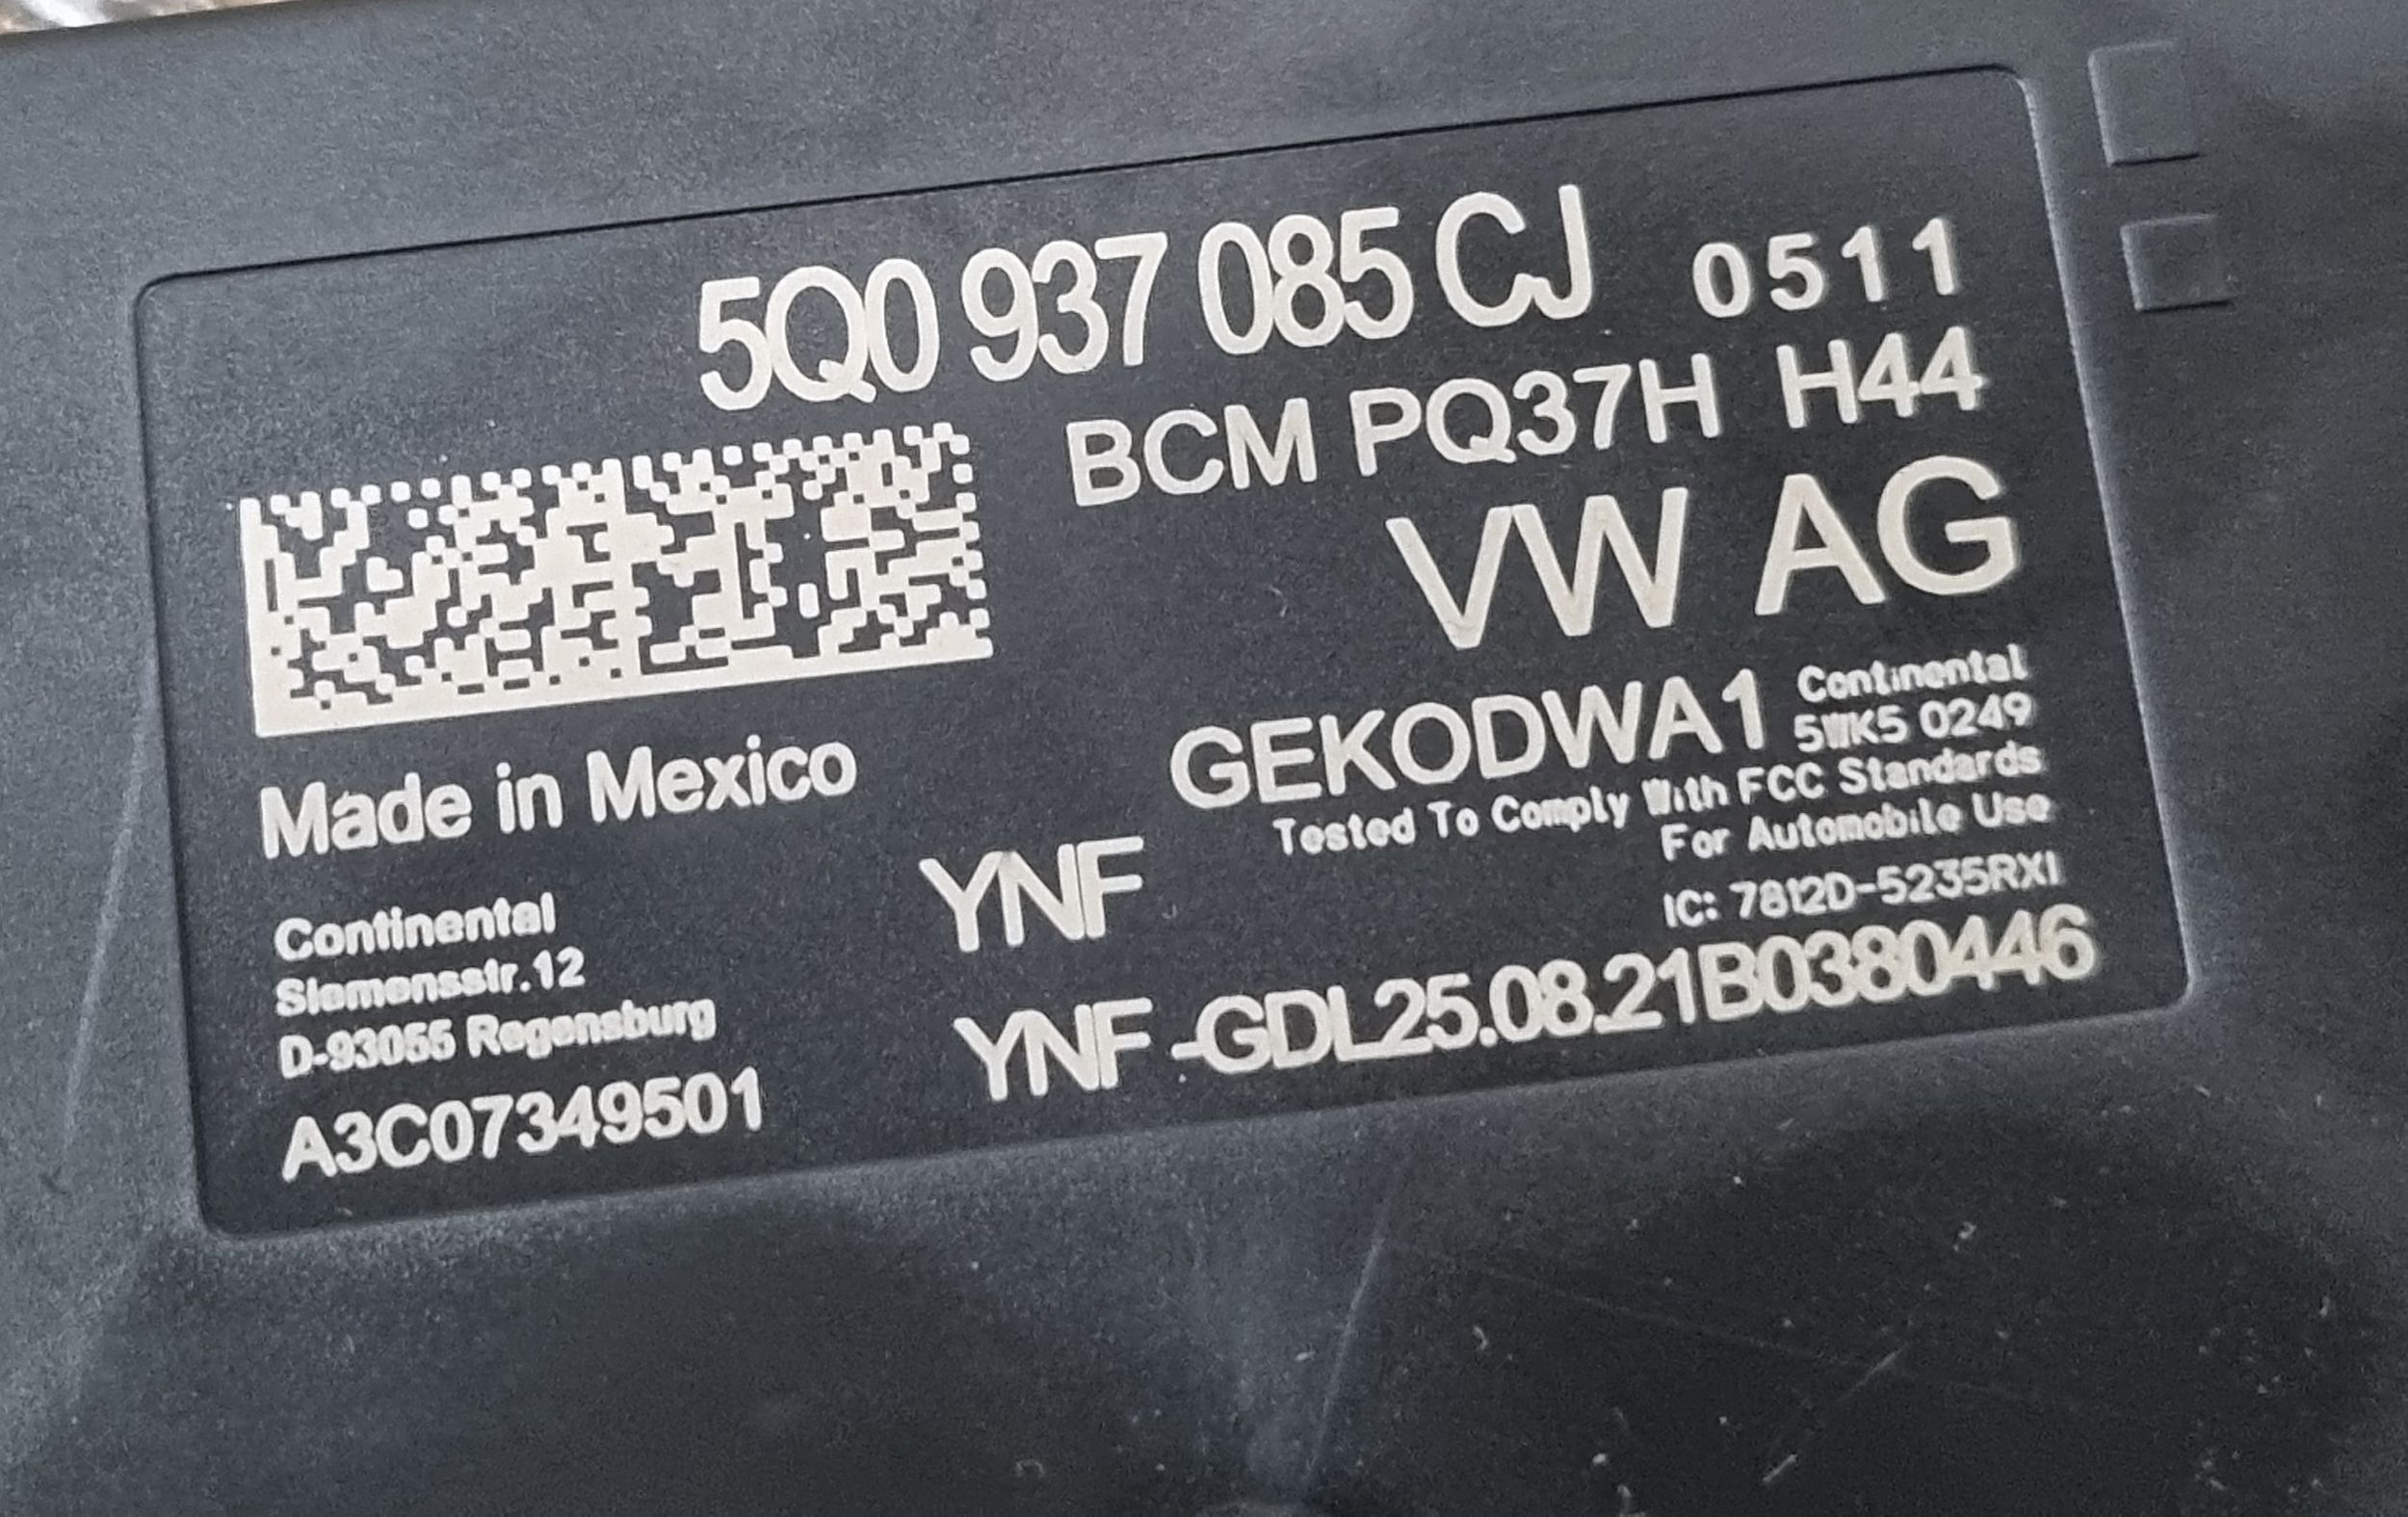 5Q0 937 085 CJ 0511
BCM PQ37H H44
VW AG
GEKODWA1 Continental
5WK5 0249
Tested To Comply With FCC Standards
For Automobile Use
IC: 7812D-5235RXI
Made in Mexico
YNF
Continental
Siemensstr.12
D-93055 Regensburg
A3C07349501
YNF -GDL25.08.21B0380446